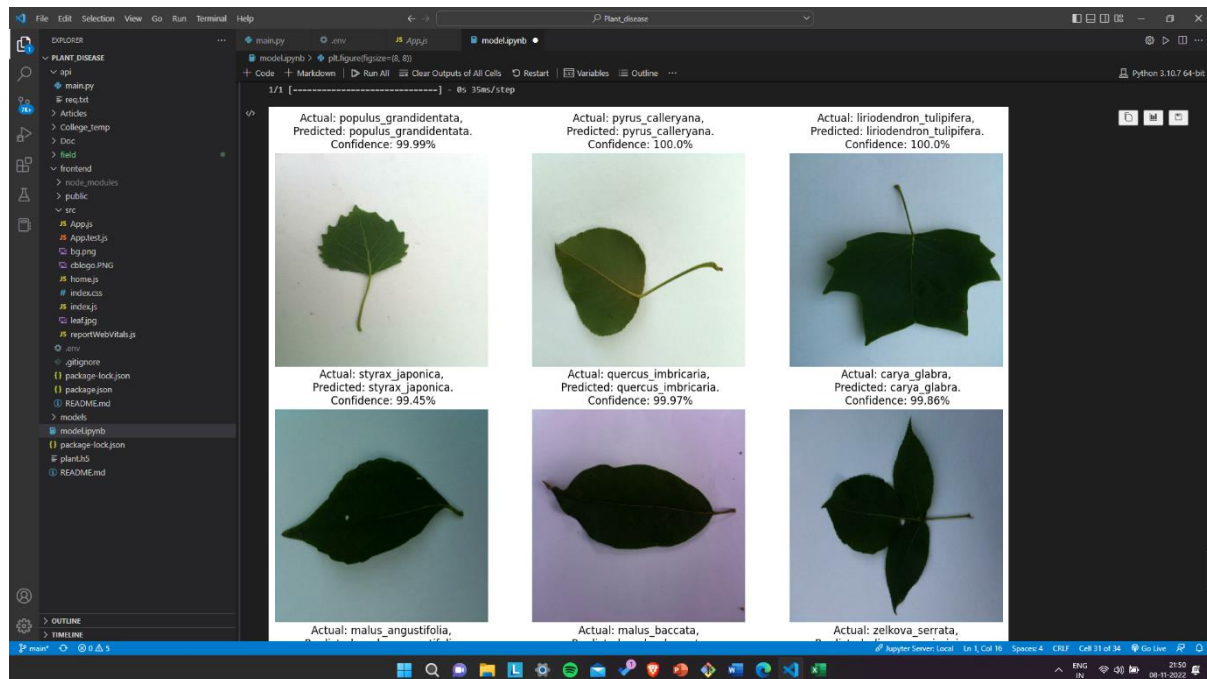 File Edit Selection View Go Run Terminal Help
Plant_disease
EXPLORER
main.py
.env
App.js
model.ipynb
PLANT_DISEASE
api
main.py
req.txt
Articles
College_temp
Doc
field
frontend
node_modules
public
src
App.js
App.test.js
bg.png
cblogo.PNG
home.js
index.css
index.js
leaf.jpg
reportWebVitals.js
.env
.gitignore
package-lock.json
package.json
README.md
models
model.ipynb
package-lock.json
plant.h5
README.md
OUTLINE
TIMELINE
model.ipynb > plt.figure(figsize=(8, 8))
+ Code + Markdown | Run All Clear Outputs of All Cells Restart | Variables Outline ...
Python 3.10.7 64-bit
1/1 [==============================] - 0s 35ms/step
Actual: populus_grandidentata,
Predicted: populus_grandidentata.
Confidence: 99.99%
Actual: pyrus_calleryana,
Predicted: pyrus_calleryana.
Confidence: 100.0%
Actual: liriodendron_tulipifera,
Predicted: liriodendron_tulipifera.
Confidence: 100.0%
Actual: styrax_japonica,
Predicted: styrax_japonica.
Confidence: 99.45%
Actual: quercus_imbricaria,
Predicted: quercus_imbricaria.
Confidence: 99.97%
Actual: carya_glabra,
Predicted: carya_glabra.
Confidence: 99.86%
Actual: malus_angustifolia,
Actual: malus_baccata,
Actual: zelkova_serrata,
main* 0 5
Jupyter Server: Local Ln 1, Col 16 Spaces: 4 CRLF Cell 31 of 34 Go Live
ENG
IN
21:50
08-11-2022